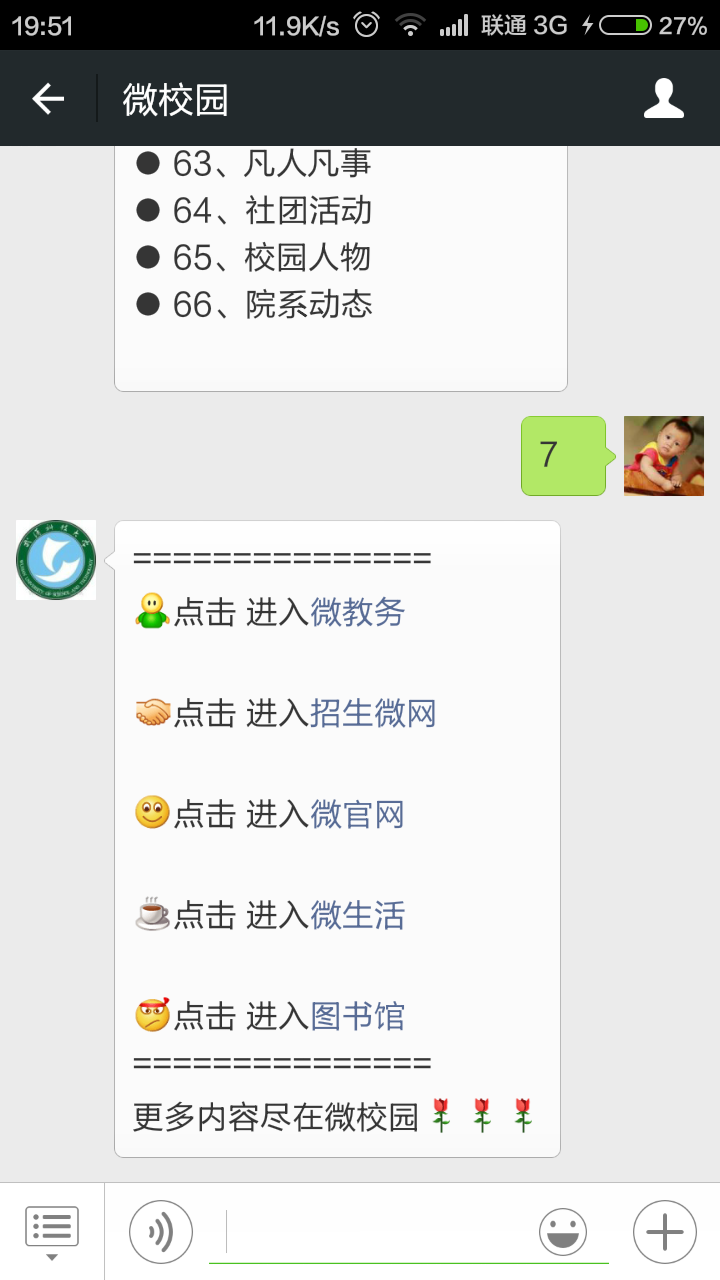 19:51 11.9K/s 联通 3G 27%
微校园
● 63、凡人凡事
● 64、社团活动
● 65、校园人物
● 66、院系动态
7
===============
点击 进入微教务
点击 进入招生微网
点击 进入微官网
点击 进入微生活
点击 进入图书馆
===============
更多内容尽在微校园